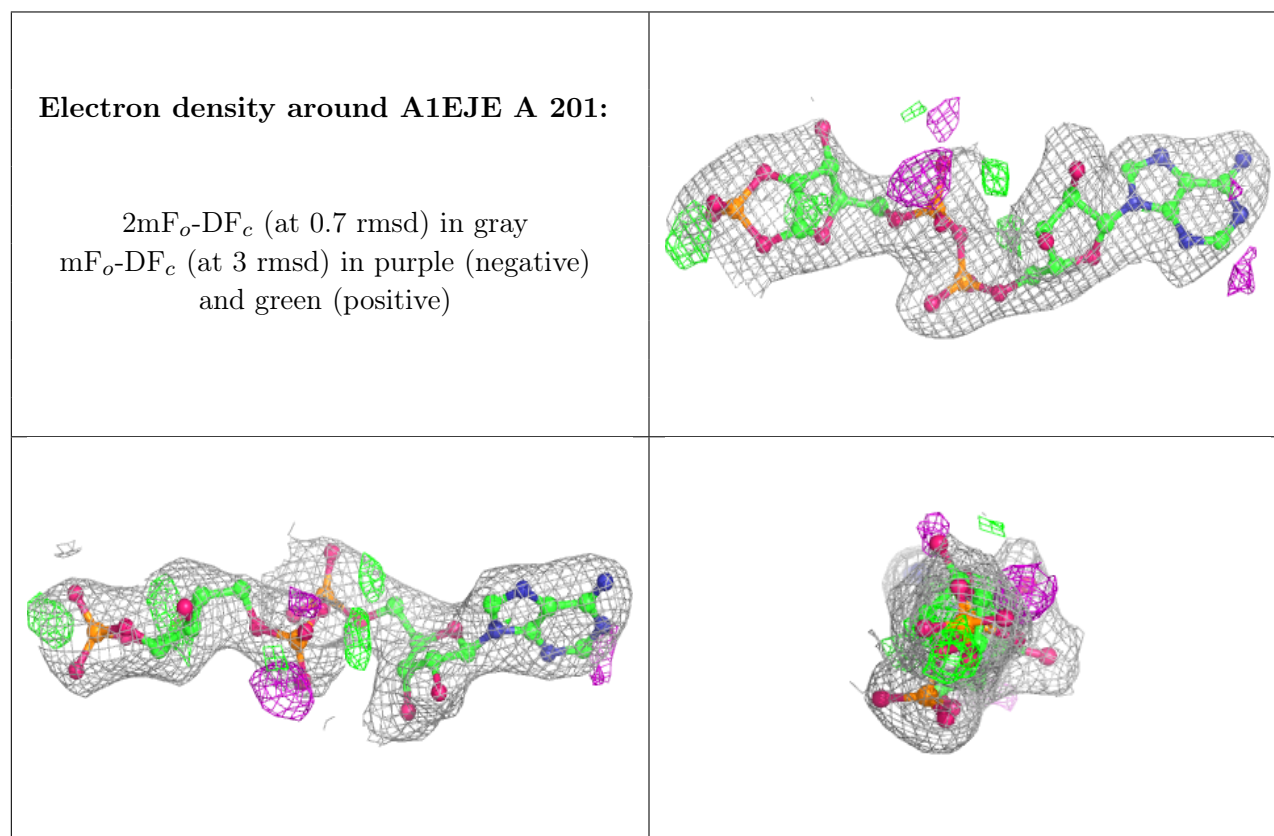 Electron density around A1EJE A 201:
2mFₒ-DF𝒸 (at 0.7 rmsd) in gray
mFₒ-DF𝒸 (at 3 rmsd) in purple (negative)
and green (positive)